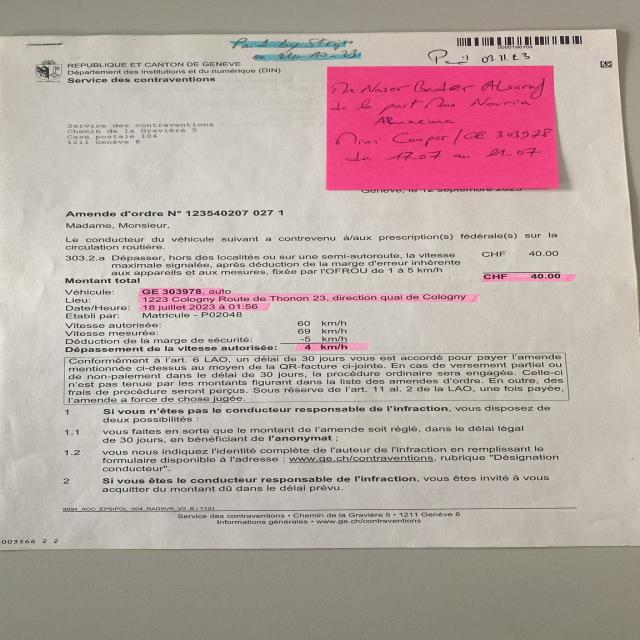 Paid by Stripe
on 24-10-23
0000190109
Paid 03.11.23
REPUBLIQUE ET CANTON DE GENEVE
Département des institutions et du numérique (DIN)
Service des contraventions
Mr Naser Bader Alsaraf
de la part Mme Nouria
Mini Cooper / GE 303978
du 17.07 au 21.07
Service des contraventions
Chemin de la Gravière 5
Case postale 104
1211 Genève 8
Genève, le 12 septembre 2023
Amende d'ordre N° 123540207 027 1
Madame, Monsieur,
Le conducteur du véhicule suivant a contrevenu à/aux prescription(s) fédérale(s) sur la
circulation routière.
303.2.a Dépasser, hors des localités ou sur une semi-autoroute, la vitesse CHF 40.00
maximale signalée, après déduction de la marge d'erreur inhérente
aux appareils et aux mesures, fixée par l'OFROU de 1 à 5 km/h
Montant total CHF 40.00
Véhicule: GE 303978, auto
Lieu: 1223 Cologny Route de Thonon 23, direction quai de Cologny
Date/Heure: 18 juillet 2023 à 01:56
Etabli par: Matricule - P02048
Vitesse autorisée: 60 km/h
Vitesse mesurée: 69 km/h
Déduction de la marge de sécurité: -5 km/h
Dépassement de la vitesse autorisée: 4 km/h
Conformément à l'art. 6 LAO, un délai de 30 jours vous est accordé pour payer l'amende
mentionnée ci-dessus au moyen de la QR-facture ci-jointe. En cas de versement partiel ou
de non-paiement dans le délai de 30 jours, la procédure ordinaire sera engagée. Celle-ci
n'est pas tenue par les montants figurant dans la liste des amendes d'ordre. En outre, des
frais de procédure seront perçus. Sous réserve de l'art. 11 al. 2 de la LAO, une fois payée,
l'amende a force de chose jugée.
1 Si vous n'êtes pas le conducteur responsable de l'infraction, vous disposez de
deux possibilités :
1.1 vous faites en sorte que le montant de l'amende soit réglé, dans le délai légal
de 30 jours, en bénéficiant de l'anonymat ;
1.2 vous nous indiquez l'identité complète de l'auteur de l'infraction en remplissant le
formulaire disponible à l'adresse : www.ge.ch/contraventions, rubrique "Désignation
conducteur".
2 Si vous êtes le conducteur responsable de l'infraction, vous êtes invité à vous
acquitter du montant dû dans le délai prévu.
9094_AOC_EPSIPOL_004_RADSVR_V2_B / 7131
Service des contraventions • Chemin de la Gravière 5 • 1211 Genève 8
Informations générales • www.ge.ch/contraventions
003566 2 2